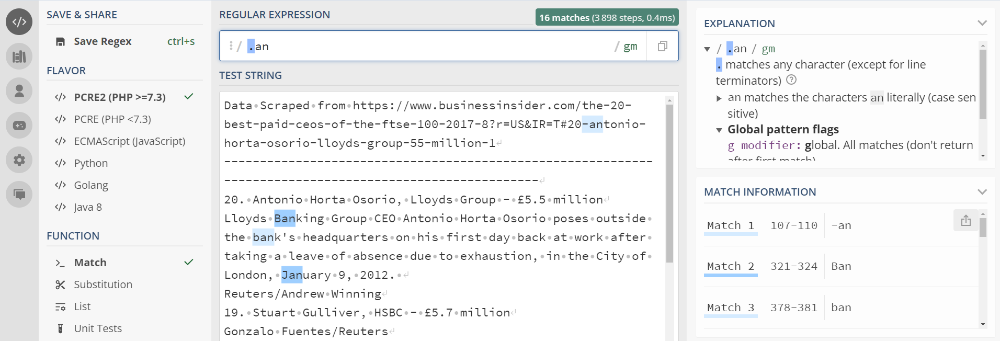 SAVE & SHARE
Save Regex ctrl+s
FLAVOR
PCRE2 (PHP >=7.3)
PCRE (PHP <7.3)
ECMAScript (JavaScript)
Python
Golang
Java 8
FUNCTION
Match
Substitution
List
Unit Tests
REGULAR EXPRESSION
16 matches (3 898 steps, 0.4ms)
/ .an / gm
TEST STRING
Data Scraped from https://www.businessinsider.com/the-20-
best-paid-ceos-of-the-ftse-100-2017-8?r=US&IR=T#20-antonio-
horta-osorio-lloyds-group-55-million-1
------------------------------------------------------------
--------------------------------------------
20. Antonio Horta Osorio, Lloyds Group - £5.5 million
Lloyds Banking Group CEO Antonio Horta Osorio poses outside
the bank's headquarters on his first day back at work after
taking a leave of absence due to exhaustion, in the City of
London, January 9, 2012.
Reuters/Andrew Winning
19. Stuart Gulliver, HSBC - £5.7 million
Gonzalo Fuentes/Reuters
EXPLANATION
/ .an / gm
. matches any character (except for line
terminators)
an matches the characters an literally (case sen
sitive)
Global pattern flags
g modifier: global. All matches (don't return
after first match)
MATCH INFORMATION
Match 1 107-110 -an
Match 2 321-324 Ban
Match 3 378-381 ban